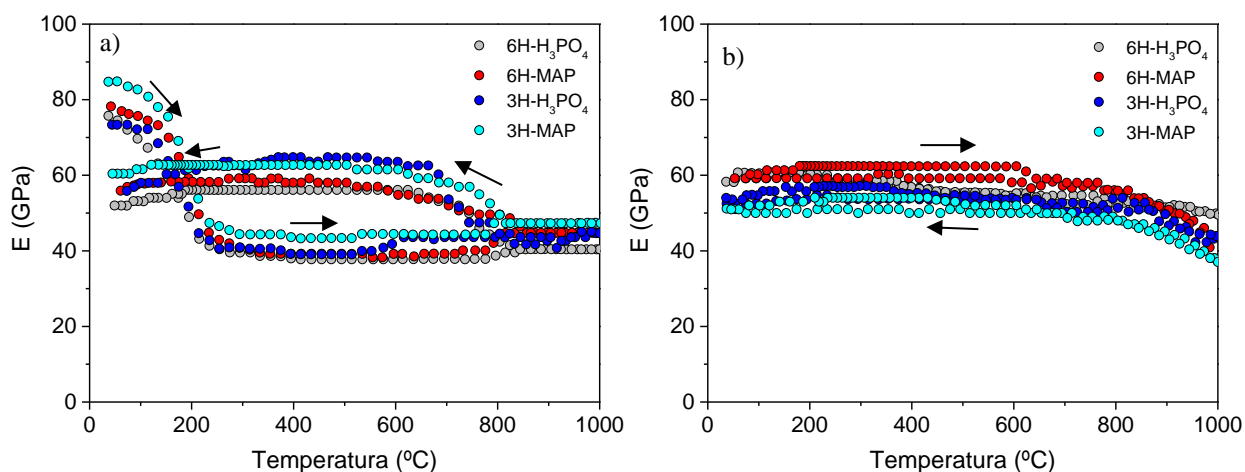 a)
6H-H₃PO₄
6H-MAP
3H-H₃PO₄
3H-MAP
E (GPa)
100
80
60
40
20
0
0 200 400 600 800 1000
Temperatura (ºC)
b)
6H-H₃PO₄
6H-MAP
3H-H₃PO₄
3H-MAP
E (GPa)
100
80
60
40
20
0
0 200 400 600 800 1000
Temperatura (ºC)